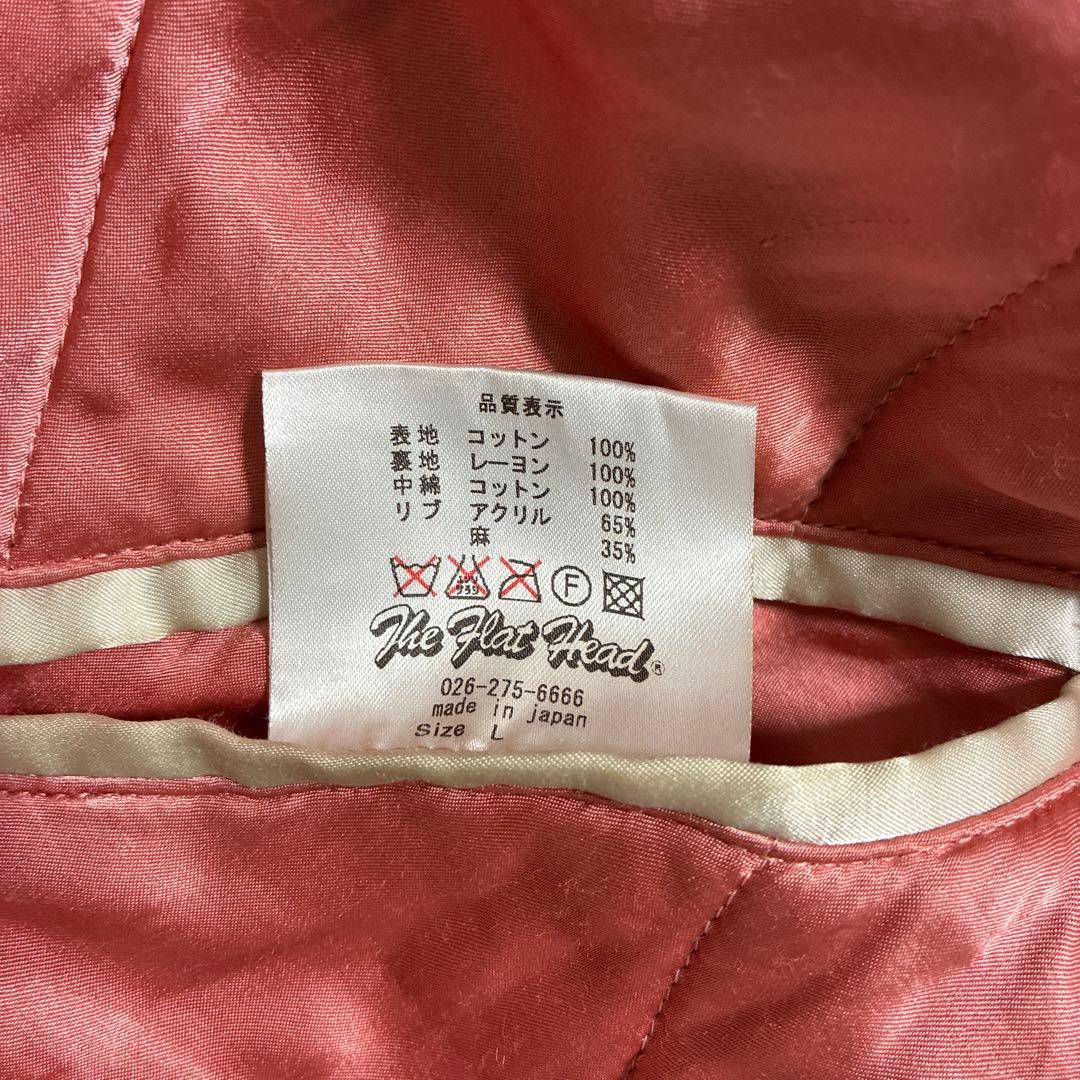 品質表示
表地 コットン 100%
裏地 レーヨン 100%
中綿 コットン 100%
リブ アクリル 65%
麻 35%
F
The Flat Head®
026-275-6666
made in japan
Size L